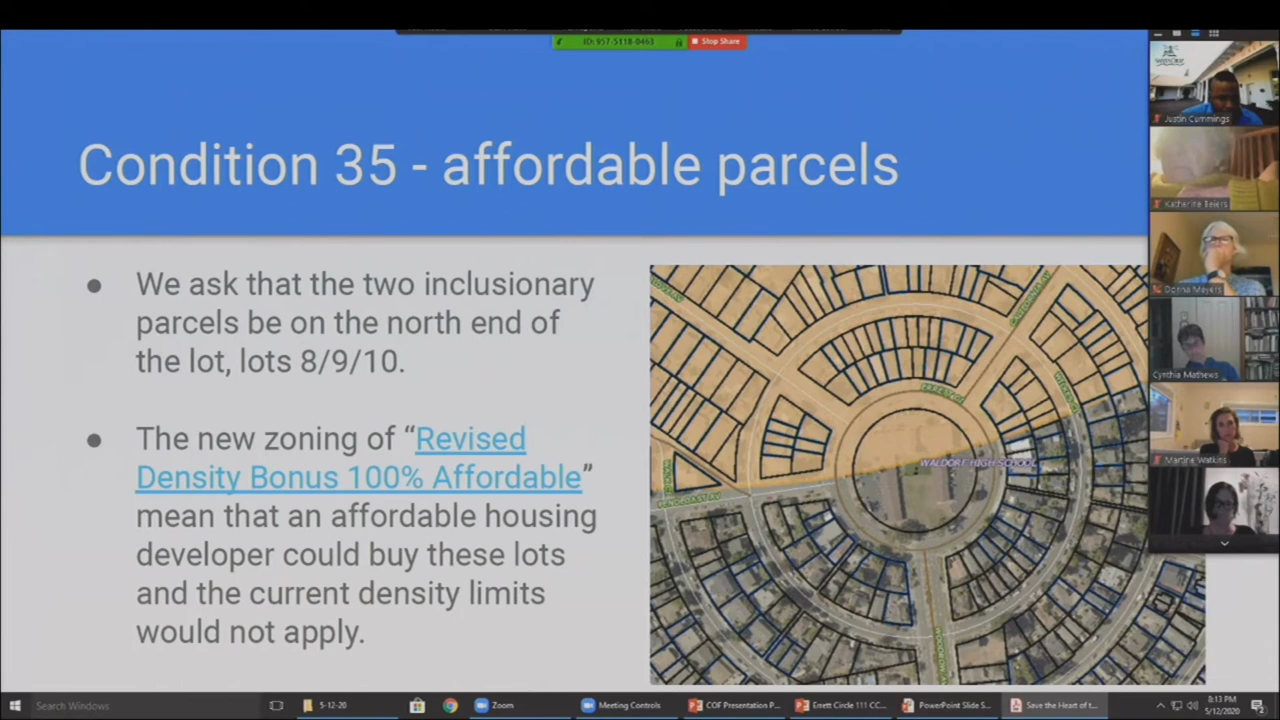 ID: 957-5118-0463
Stop Share
Condition 35 - affordable parcels
Justin Cummings
Katherine Beiers
Donna Meyers
Cynthia Mathews
Martine Watkins
● We ask that the two inclusionary
parcels be on the north end of
the lot, lots 8/9/10.
● The new zoning of “Revised
Density Bonus 100% Affordable”
mean that an affordable housing
developer could buy these lots
and the current density limits
would not apply.
WALDORF HIGH SCHOOL
Search Windows
5-12-20
Zoom
Meeting Controls
COF Presentation P...
Errett Circle 111 CC...
PowerPoint Slide S...
Save the Heart of t...
8:13 PM
5/12/2020